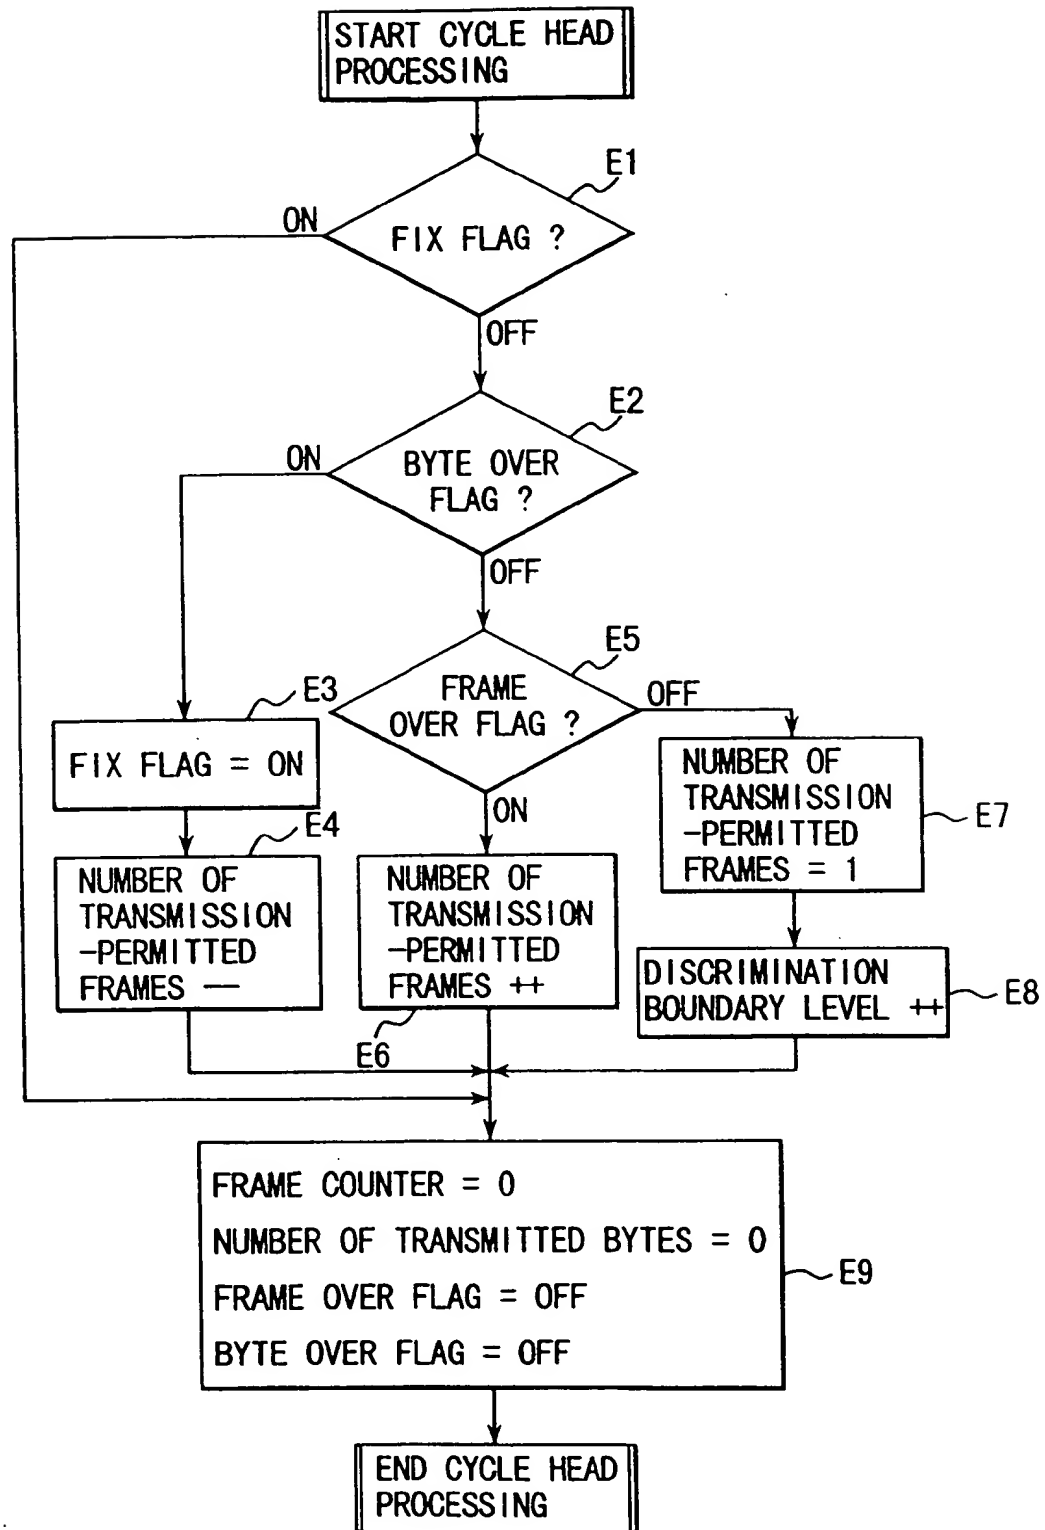 START CYCLE HEAD
PROCESSING
E1
ON
FIX FLAG ?
OFF
E2
ON
BYTE OVER
FLAG ?
OFF
E5
FRAME
OVER FLAG ?
OFF
ON
E3
FIX FLAG = ON
E4
NUMBER OF
TRANSMISSION
-PERMITTED
FRAMES --
NUMBER OF
TRANSMISSION
-PERMITTED
FRAMES ++
E6
NUMBER OF
TRANSMISSION
-PERMITTED
FRAMES = 1
E7
DISCRIMINATION
BOUNDARY LEVEL ++
E8
FRAME COUNTER = 0
NUMBER OF TRANSMITTED BYTES = 0
FRAME OVER FLAG = OFF
BYTE OVER FLAG = OFF
E9
END CYCLE HEAD
PROCESSING